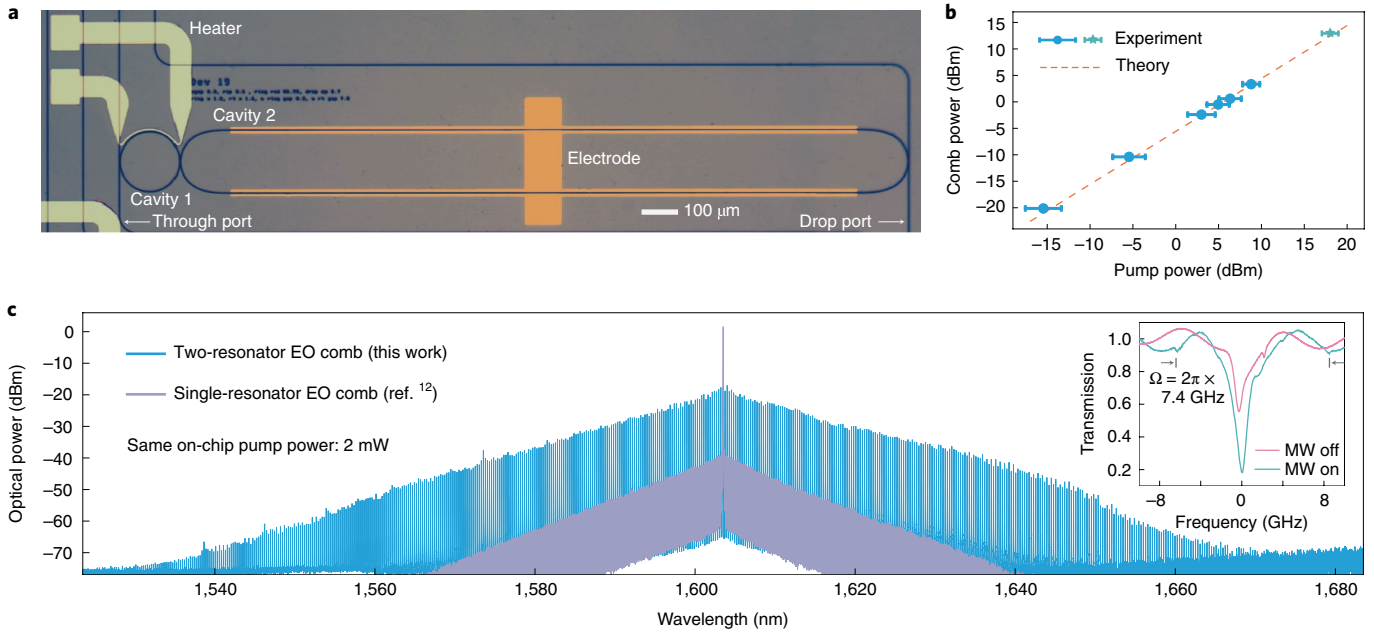 a
Heater
Dev 19
Cavity 2
Electrode
Cavity 1
Through port
100 μm
Drop port
b
Comb power (dBm)
15
10
5
0
−5
−10
−15
−20
Experiment
Theory
−15
−10
−5
0
5
10
15
20
Pump power (dBm)
c
Optical power (dBm)
0
−10
−20
−30
−40
−50
−60
−70
Two-resonator EO comb (this work)
Single-resonator EO comb (ref. 12)
Same on-chip pump power: 2 mW
1,540
1,560
1,580
1,600
1,620
1,640
1,660
1,680
Wavelength (nm)
Transmission
1.0
0.8
0.6
0.4
0.2
Ω = 2π ×
7.4 GHz
MW off
MW on
−8
0
8
Frequency (GHz)